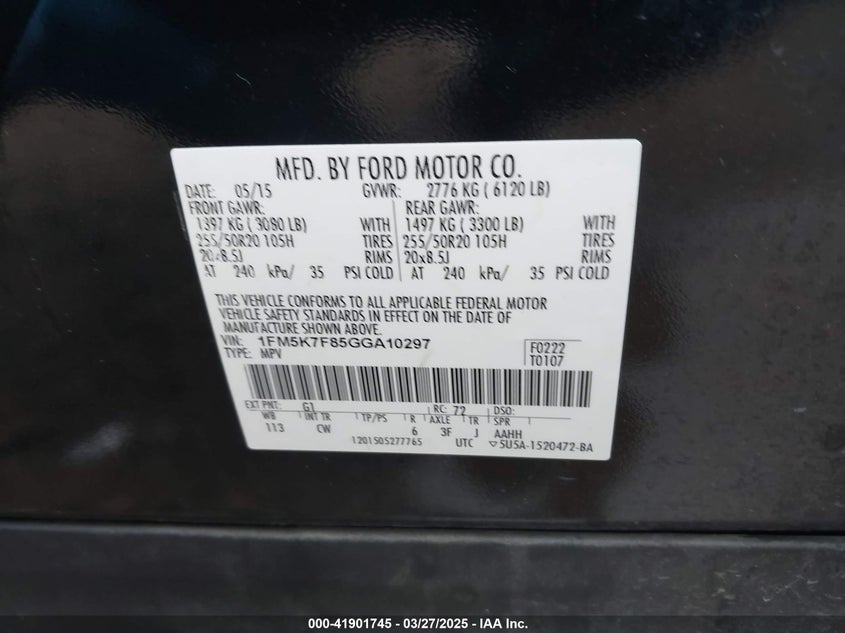 MFD. BY FORD MOTOR CO.
DATE: 05/15 GVWR: 2776 KG ( 6120 LB)
FRONT GAWR: REAR GAWR:
1397 KG ( 3080 LB) WITH 1497 KG ( 3300 LB) WITH
255/50R20 105H TIRES 255/50R20 105H TIRES
20x8.5J RIMS 20x8.5J RIMS
AT 240 kPa/ 35 PSI COLD AT 240 kPa/ 35 PSI COLD
THIS VEHICLE CONFORMS TO ALL APPLICABLE FEDERAL MOTOR
VEHICLE SAFETY STANDARDS IN EFFECT ON THE DATE OF
MANUFACTURE SHOWN ABOVE.
VIN: 1FM5K7F85GGA10297 F0222
TYPE: MPV T0107
EXT PNT: G1 RC: 72 DSO:
WB INT TR TP/PS R AXLE TR SPR
113 CW 6 3F J AAHH
1201505277765 UTC ▽5U5A-1520472-BA
000-41901745 - 03/27/2025 - IAA Inc.